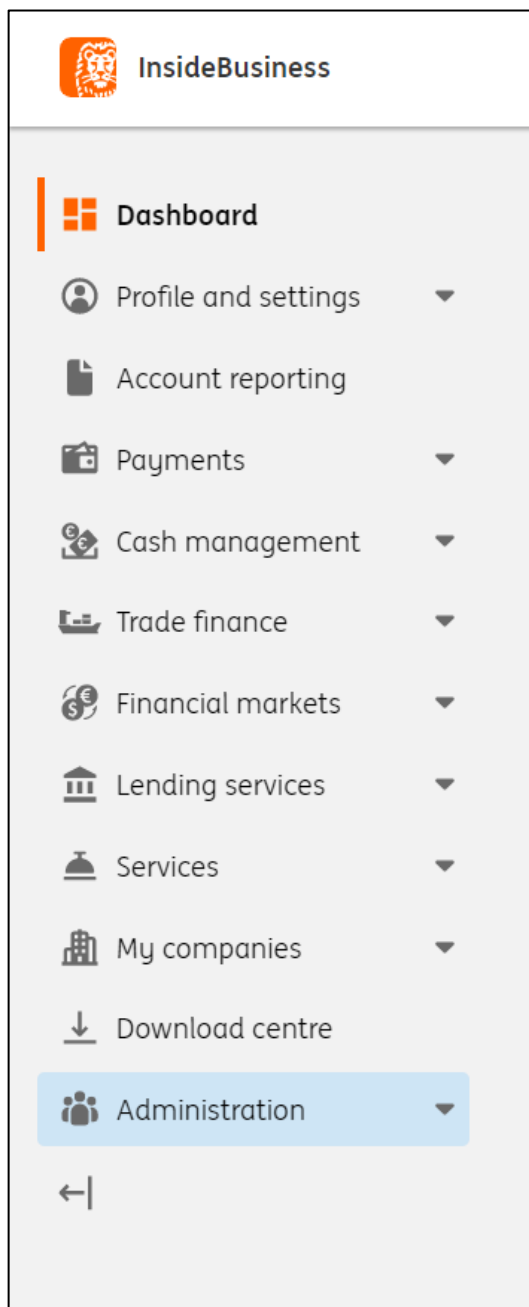 InsideBusiness
Dashboard
Profile and settings
Account reporting
Payments
Cash management
Trade finance
Financial markets
Lending services
Services
My companies
Download centre
Administration